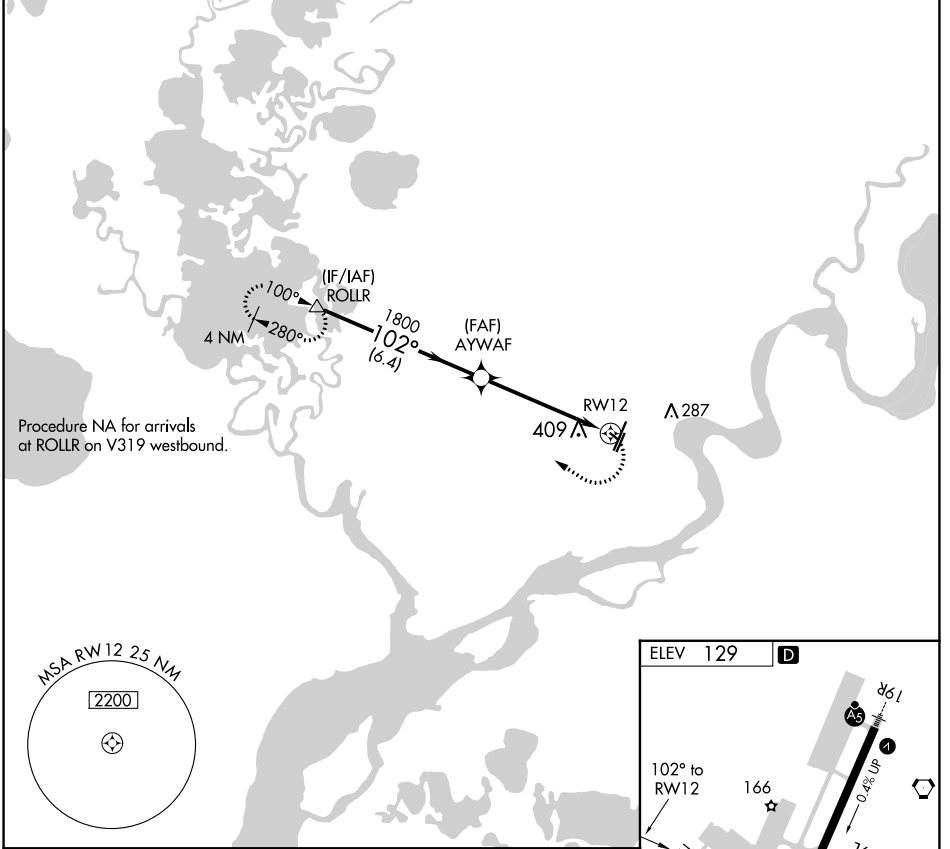 (IF/IAF)
ROLLR
100°
280°
4 NM
1800
102°
(6.4)
(FAF)
AYWAF
RW12
409
287
Procedure NA for arrivals
at ROLLR on V319 westbound.
MSA RW12 25 NM
2200
ELEV 129 D
19R
A5
0.4% UP
102° to
RW12
166